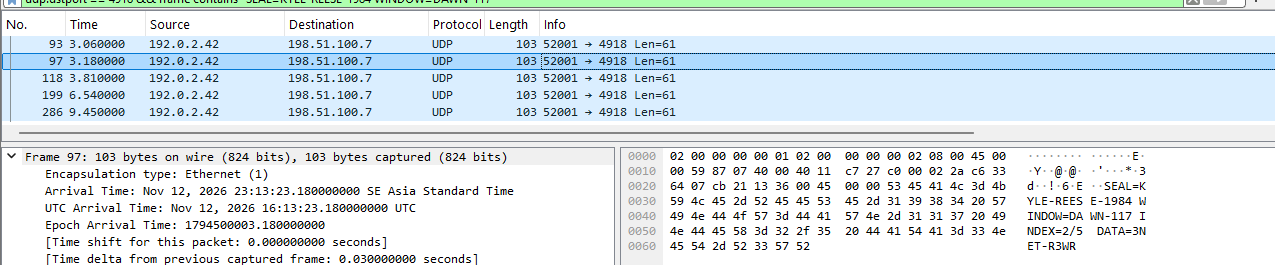 udp.dstport == 4918 && frame contains "SEAL=KYLE-REESE-1984 WINDOW=DAWN-117"
No. Time Source Destination Protocol Length Info
93 3.060000 192.0.2.42 198.51.100.7 UDP 103 52001 → 4918 Len=61
97 3.180000 192.0.2.42 198.51.100.7 UDP 103 52001 → 4918 Len=61
118 3.810000 192.0.2.42 198.51.100.7 UDP 103 52001 → 4918 Len=61
199 6.540000 192.0.2.42 198.51.100.7 UDP 103 52001 → 4918 Len=61
286 9.450000 192.0.2.42 198.51.100.7 UDP 103 52001 → 4918 Len=61
Frame 97: 103 bytes on wire (824 bits), 103 bytes captured (824 bits)
Encapsulation type: Ethernet (1)
Arrival Time: Nov 12, 2026 23:13:23.180000000 SE Asia Standard Time
UTC Arrival Time: Nov 12, 2026 16:13:23.180000000 UTC
Epoch Arrival Time: 1794500003.180000000
[Time shift for this packet: 0.000000000 seconds]
[Time delta from previous captured frame: 0.030000000 seconds]
0000 02 00 00 00 00 01 02 00 00 00 00 02 08 00 45 00 ········ ······E·
0010 00 59 87 07 40 00 40 11 c7 27 c0 00 02 2a c6 33 ·Y··@·@· ·'···*·3
0020 64 07 cb 21 13 36 00 45 00 00 53 45 41 4c 3d 4b d··!·6·E ··SEAL=K
0030 59 4c 45 2d 52 45 45 53 45 2d 31 39 38 34 20 57 YLE-REES E-1984 W
0040 49 4e 44 4f 57 3d 44 41 57 4e 2d 31 31 37 20 49 INDOW=DA WN-117 I
0050 4e 44 45 58 3d 32 2f 35 20 44 41 54 41 3d 33 4e NDEX=2/5 DATA=3N
0060 45 54 2d 52 33 57 52 ET-R3WR